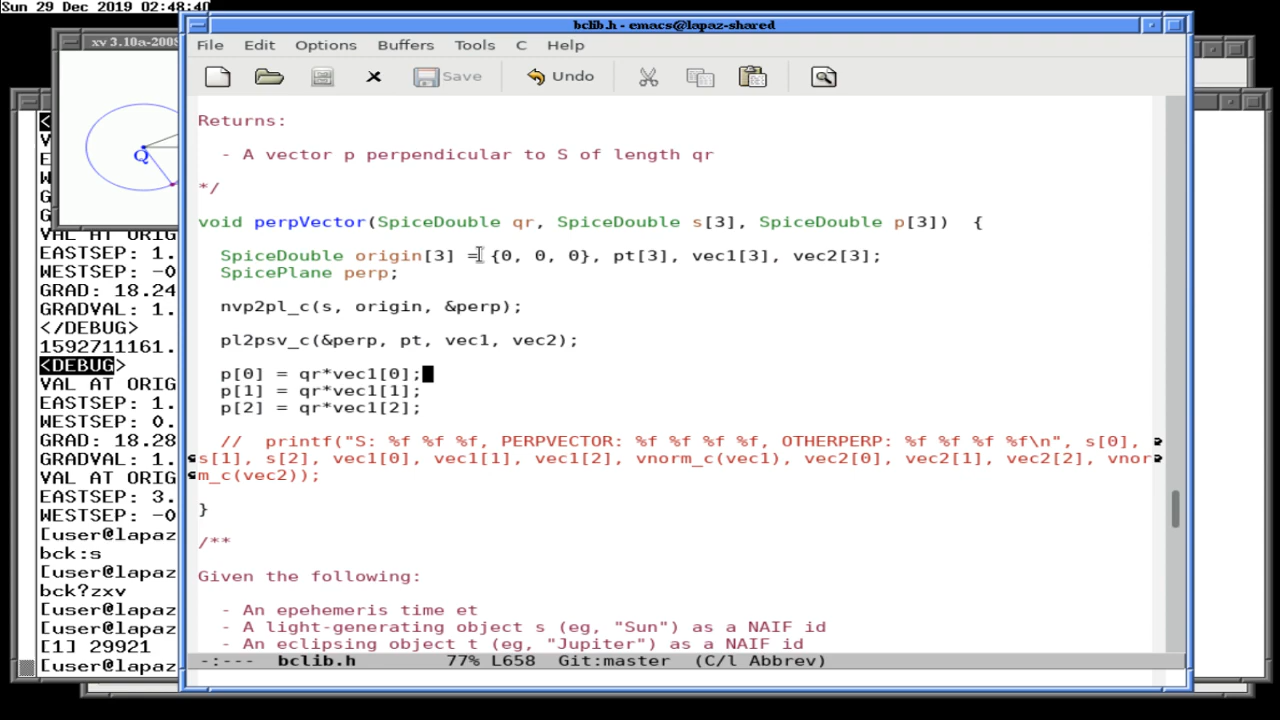 Sun 29 Dec 2019 02:48:40
bclib.h - emacs@lapaz-shared
xv 3.10a-2008
File Edit Options Buffers Tools C Help
Save Undo
Q
Returns:
- A vector p perpendicular to S of length qr
*/
void perpVector(SpiceDouble qr, SpiceDouble s[3], SpiceDouble p[3])  {
SpiceDouble origin[3] = {0, 0, 0}, pt[3], vec1[3], vec2[3];
SpicePlane perp;
nvp2pl_c(s, origin, &perp);
pl2psv_c(&perp, pt, vec1, vec2);
p[0] = qr*vec1[0];
p[1] = qr*vec1[1];
p[2] = qr*vec1[2];
//  printf("S: %f %f %f, PERPVECTOR: %f %f %f %f, OTHERPERP: %f %f %f %f\n", s[0],
s[1], s[2], vec1[0], vec1[1], vec1[2], vnorm_c(vec1), vec2[0], vec2[1], vec2[2], vnor
m_c(vec2));
}
/**
Given the following:
- An epehemeris time et
- A light-generating object s (eg, "Sun") as a NAIF id
- An eclipsing object t (eg, "Jupiter") as a NAIF id
-:---  bclib.h        77% L658  Git:master  (C/l Abbrev)
VAL AT ORIG
EASTSEP: 1.
WESTSEP: -0
GRAD: 18.24
GRADVAL: 1.
</DEBUG>
1592711161.
<DEBUG>
VAL AT ORIG
EASTSEP: 1.
WESTSEP: 0.
GRAD: 18.28
GRADVAL: 1.
VAL AT ORIG
EASTSEP: 3.
WESTSEP: -0
[user@lapaz
bck:s
[user@lapaz
bck?zxv
[user@lapaz
[user@lapaz
[1] 29921
[user@lapaz